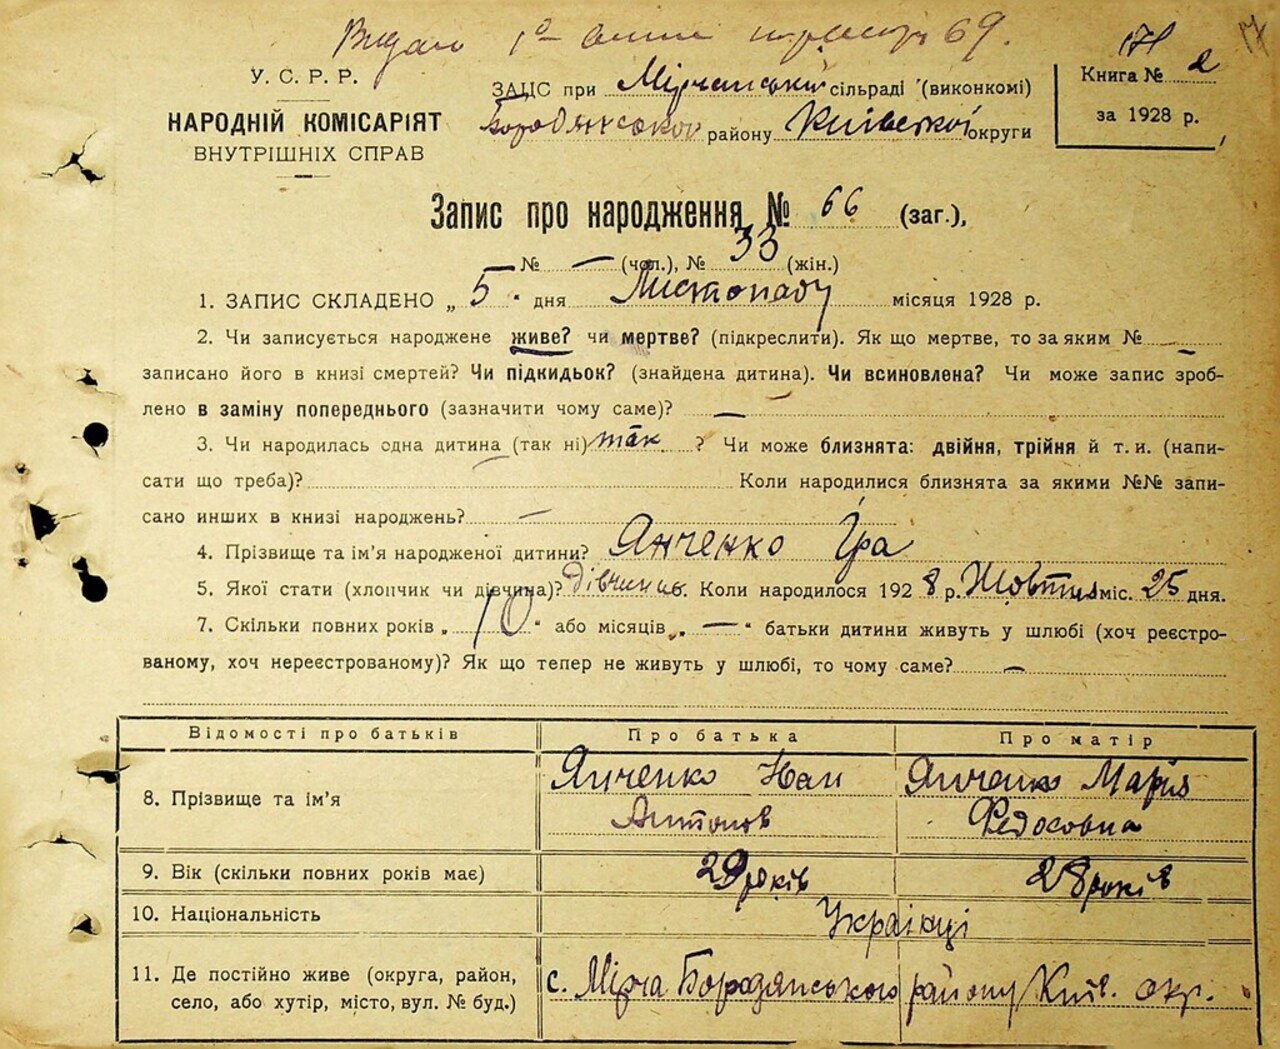 69.
17
У. С. Р. Р.
НАРОДНІЙ КОМІСАРІЯТ
ВНУТРІШНІХ СПРАВ
ЗАЦС при Мірчанській сільраді (виконкомі)
Бородянського району Київської округи
Книга № 2
за 1928 р.
Запис про народження № 66 (заг.),
№ — (чол.), № 33 (жін.)
1. ЗАПИС СКЛАДЕНО „ 5 " дня Листопаду місяця 1928 р.
2. Чи записується народжене живе? чи мертве? (підкреслити). Як що мертве, то за яким № —
записано його в книзі смертей? Чи підкидьок? (знайдена дитина). Чи всиновлена? Чи може запис зроб-
лено в заміну попереднього (зазначити чому саме)? —
3. Чи народилась одна дитина (так ні) так ? Чи може близнята: двійня, трійня й т. и. (напи-
сати що треба)? Коли народилися близнята за якими №№ запи-
сано инших в книзі народжень? —
4. Прізвище та ім'я народженої дитини? Янченко Іра
5. Якої стати (хлопчик чи дівчина)? Дівчина. Коли народилося 192 8 р. Жовтня міс. 25 дня.
7. Скільки повних років „ 10 " або місяців „ — " батьки дитини живуть у шлюбі (хоч реєстро-
ваному, хоч нереєстрованому)? Як що тепер не живуть у шлюбі, то чому саме? —
Відомості про батьків Про батька Про матір
8. Прізвище та ім'я
Янченко Іван
Антонов
Янченко Марія
Федосовна
9. Вік (скільки повних років має) 29 років 28 років
10. Національність Українці
11. Де постійно живе (округа, район,
село, або хутір, місто, вул. № буд.)
с. Мірча Бородянського району Київ. окр.